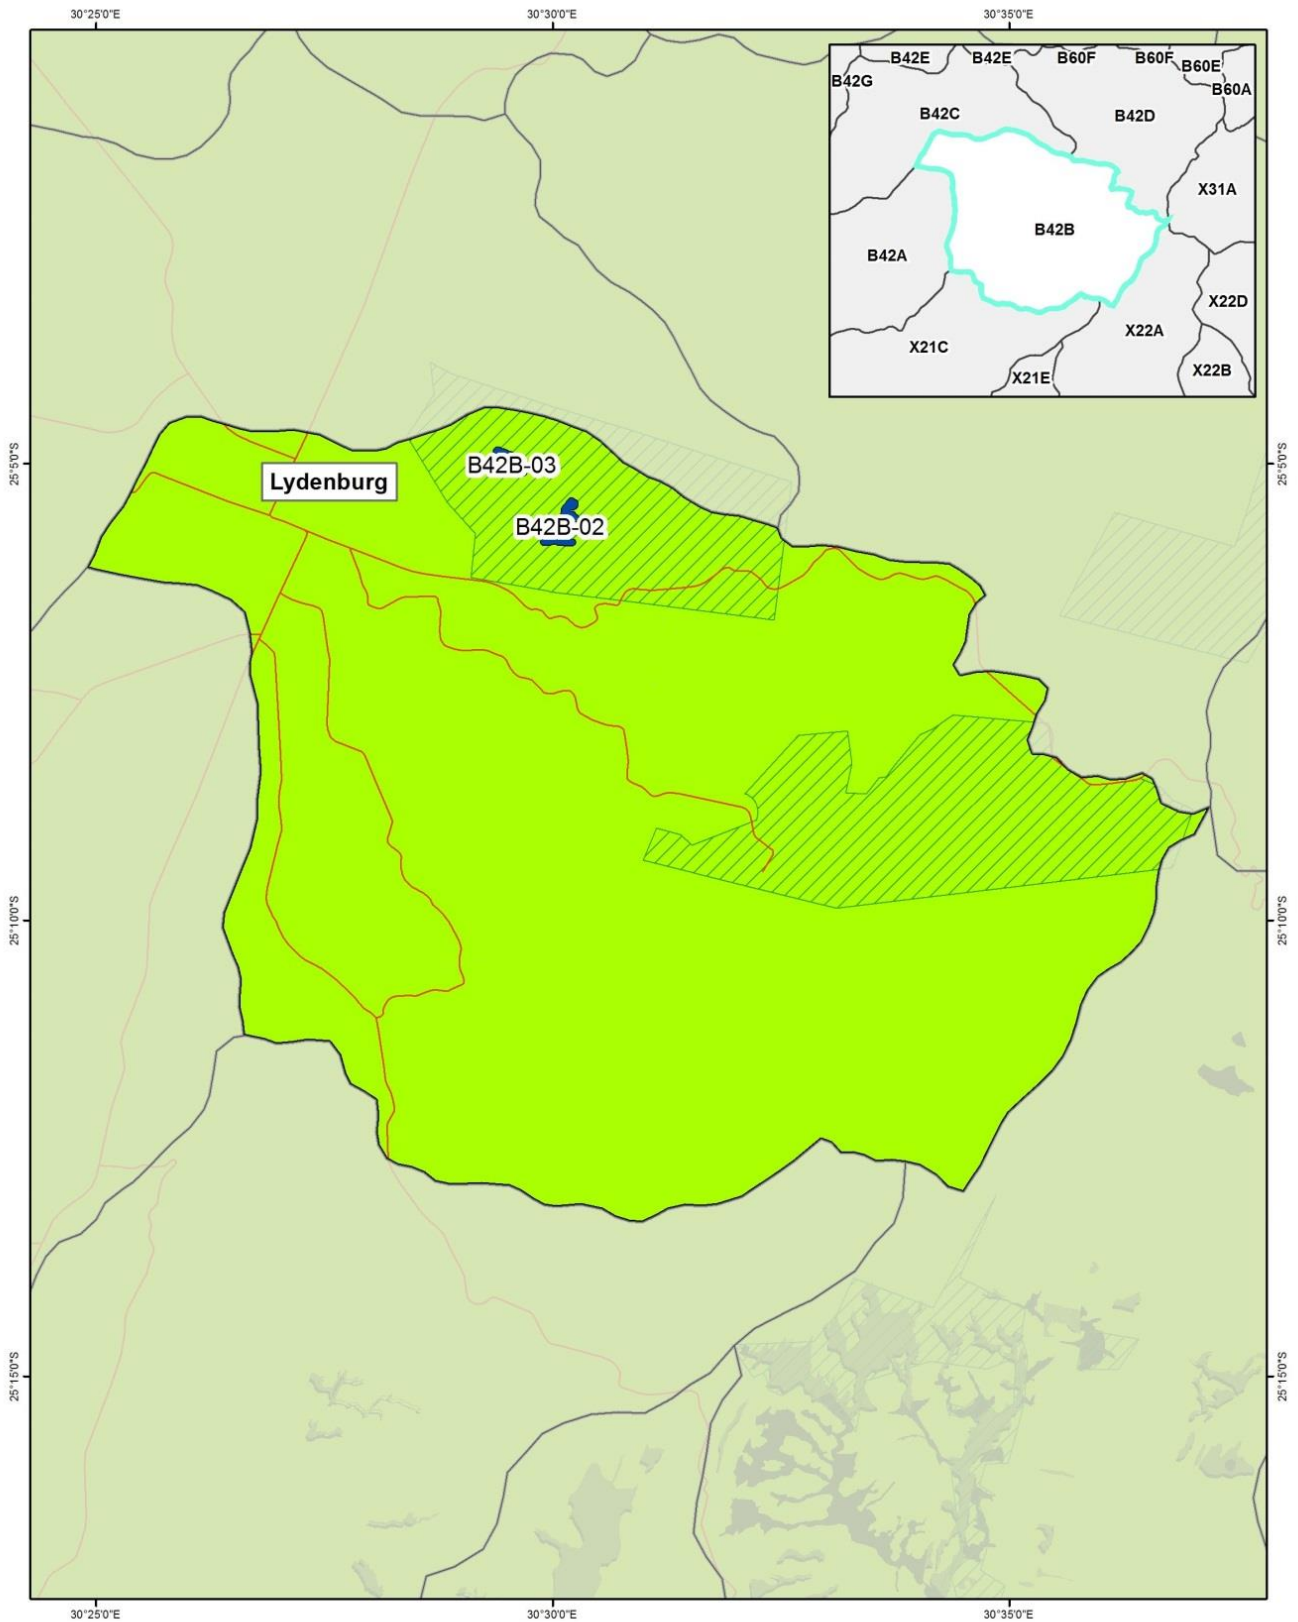 30°25'0"E
30°30'0"E
30°35'0"E
B42E
B42E
B60F
B60F
B60E
B42G
B60A
B42C
B42D
X31A
B42B
B42A
X22D
X22A
X21C
X22B
X21E
25°5'0"S
25°5'0"S
B42B-03
Lydenburg
B42B-02
25°10'0"S
25°10'0"S
25°15'0"S
25°15'0"S
30°25'0"E
30°30'0"E
30°35'0"E